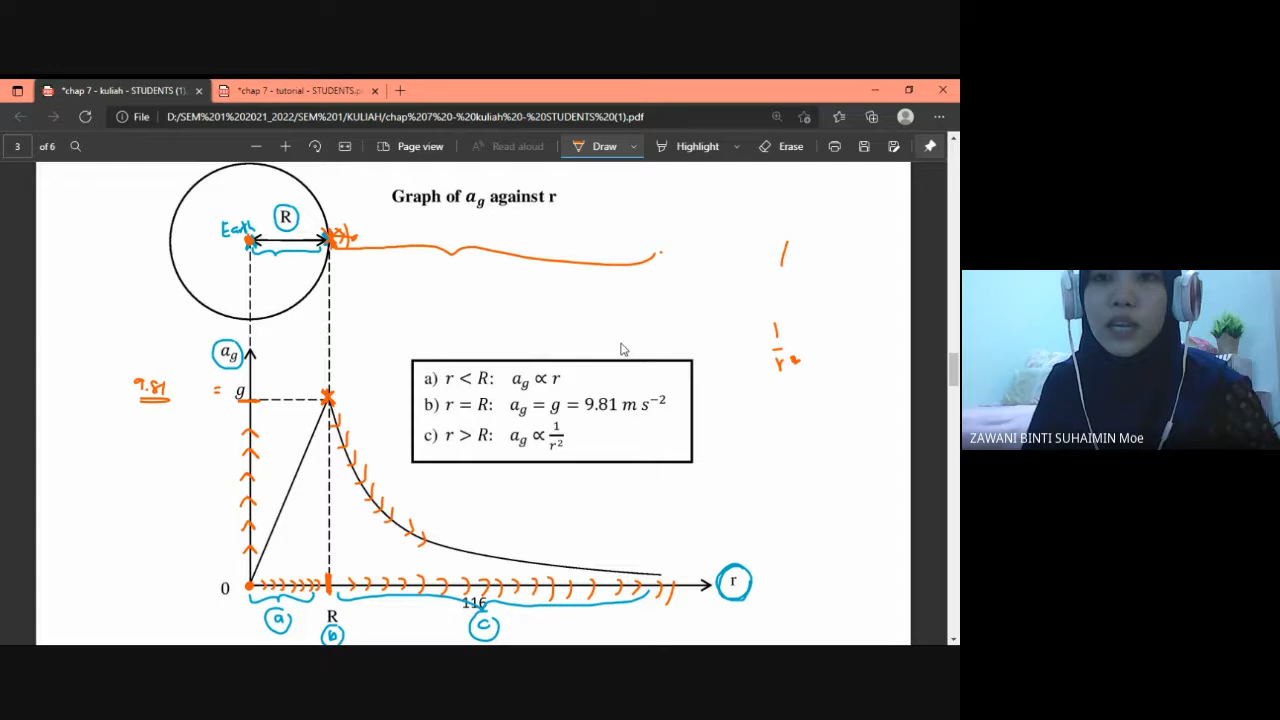 *chap 7 - kuliah - STUDENTS (1).
*chap 7 - tutorial - STUDENTS.p
File
D:/SEM%201%202021_2022/SEM%201/KULIAH/chap%207%20-%20kuliah%20-%20STUDENTS%20(1).pdf
3 of 6
Page view
Read aloud
Draw
Highlight
Erase
Graph of a_g against r
R
Earth
1
r²
a_g
9.81 = g
a) r < R: a_g ∝ r
b) r = R: a_g = g = 9.81 m s⁻²
c) r > R: a_g ∝ 1/r²
0
r
116
a
R
b
c
ZAWANI BINTI SUHAIMIN Moe